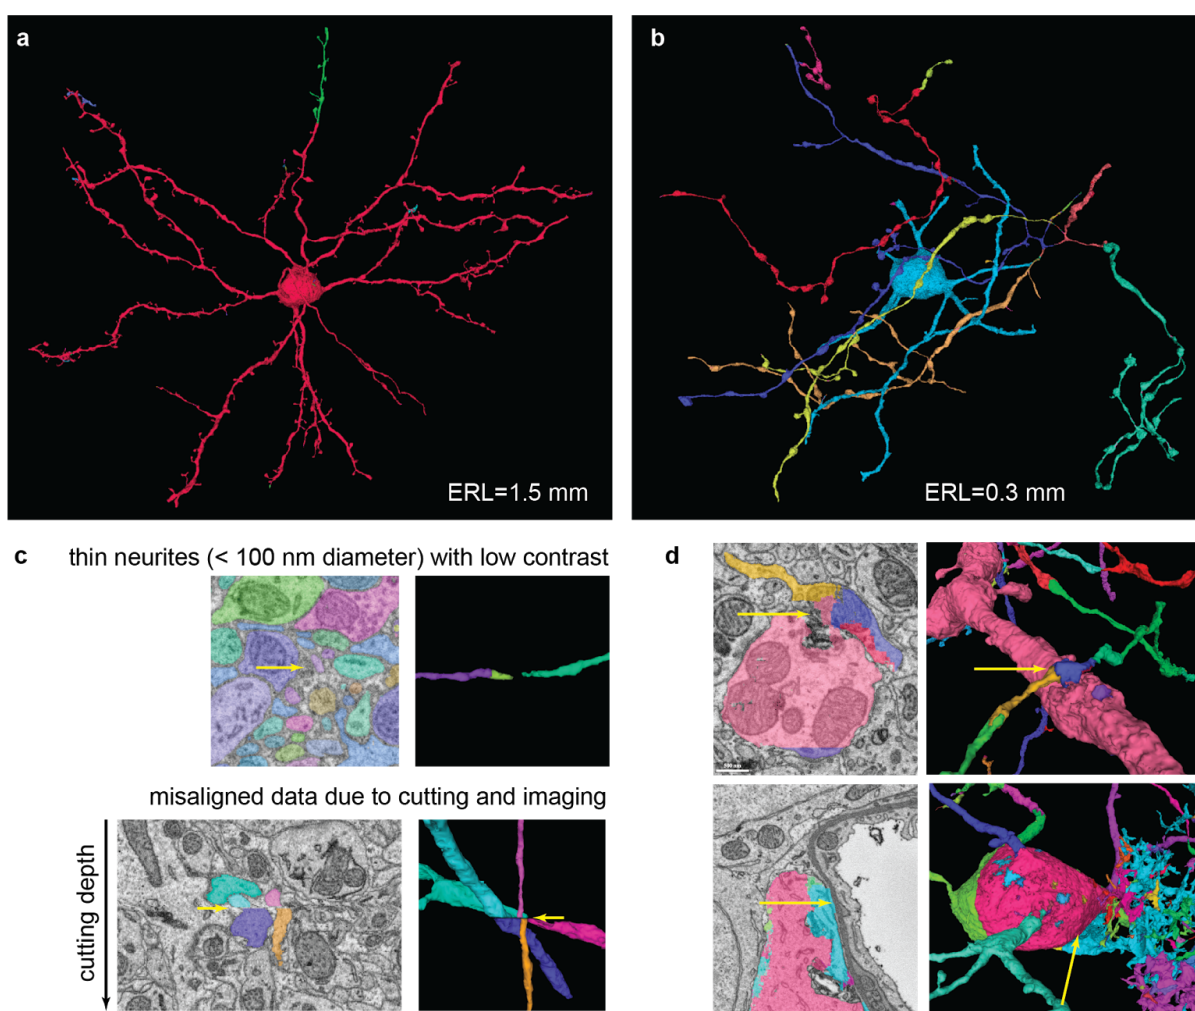 a
b
ERL=1.5 mm
ERL=0.3 mm
c
thin neurites (< 100 nm diameter) with low contrast
d
misaligned data due to cutting and imaging
cutting depth